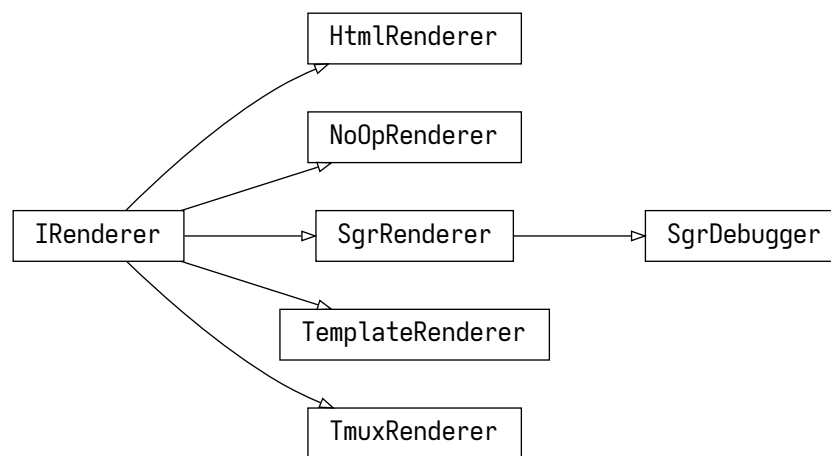 HtmlRenderer
NoOpRenderer
IRenderer
SgrRenderer
SgrDebugger
TemplateRenderer
TmuxRenderer